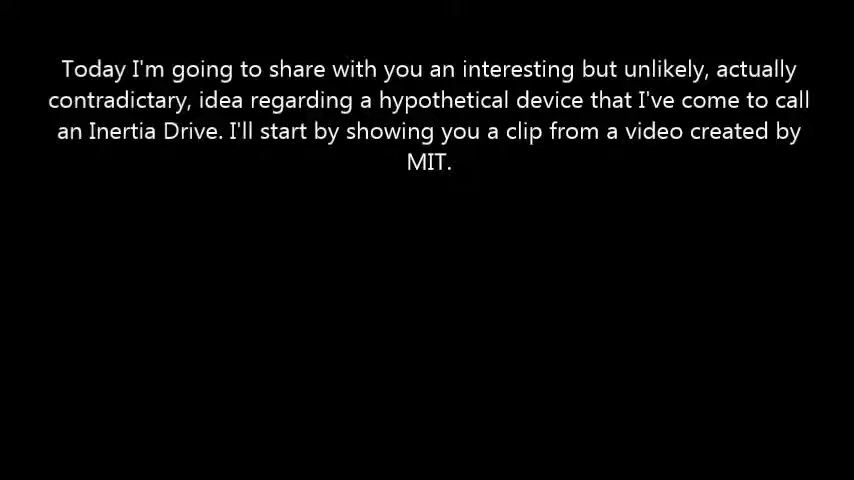 Today I'm going to share with you an interesting but unlikely, actually
contradictary, idea regarding a hypothetical device that I've come to call
an Inertia Drive. I'll start by showing you a clip from a video created by
MIT.